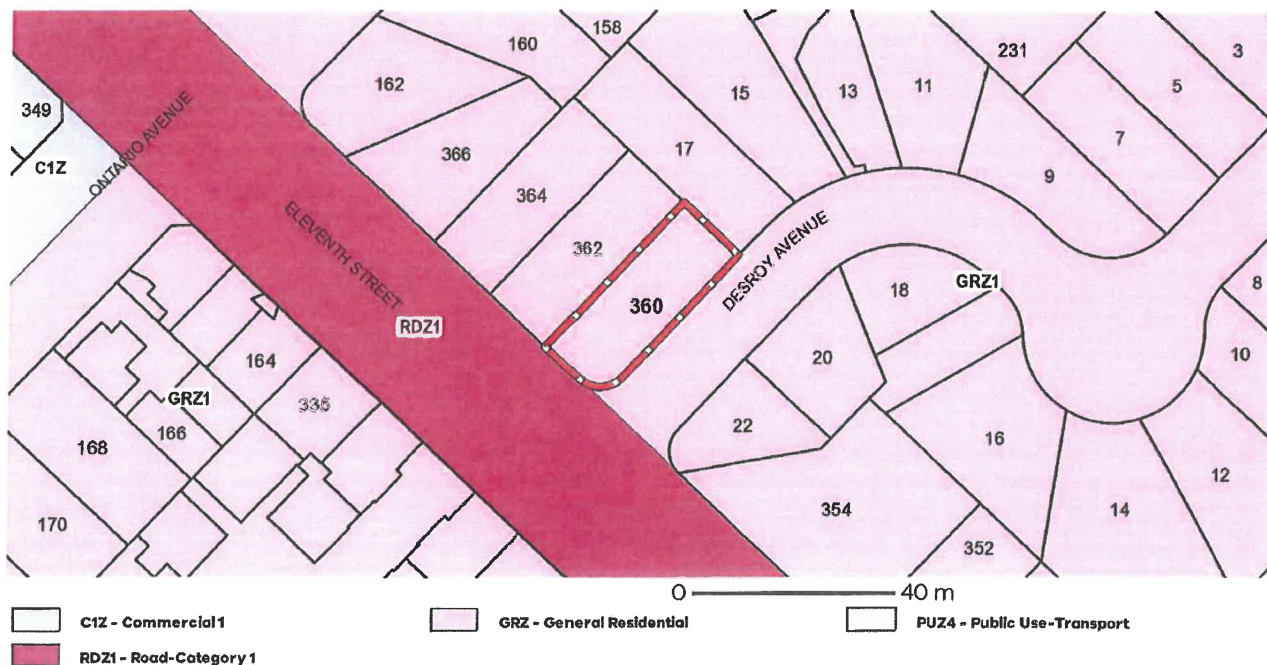 158
160
231
3
162
15
13
11
5
349
7
366
17
9
C1Z
ONTARIO AVENUE
364
ELEVENTH STREET
362
DESROY AVENUE
18
GRZ1
8
360
RDZ1
20
10
164
GRZ1
335
166
22
16
168
12
354
14
170
352
0 40 m
C1Z - Commercial 1
GRZ - General Residential
PUZ4 - Public Use-Transport
RDZ1 - Road-Category 1